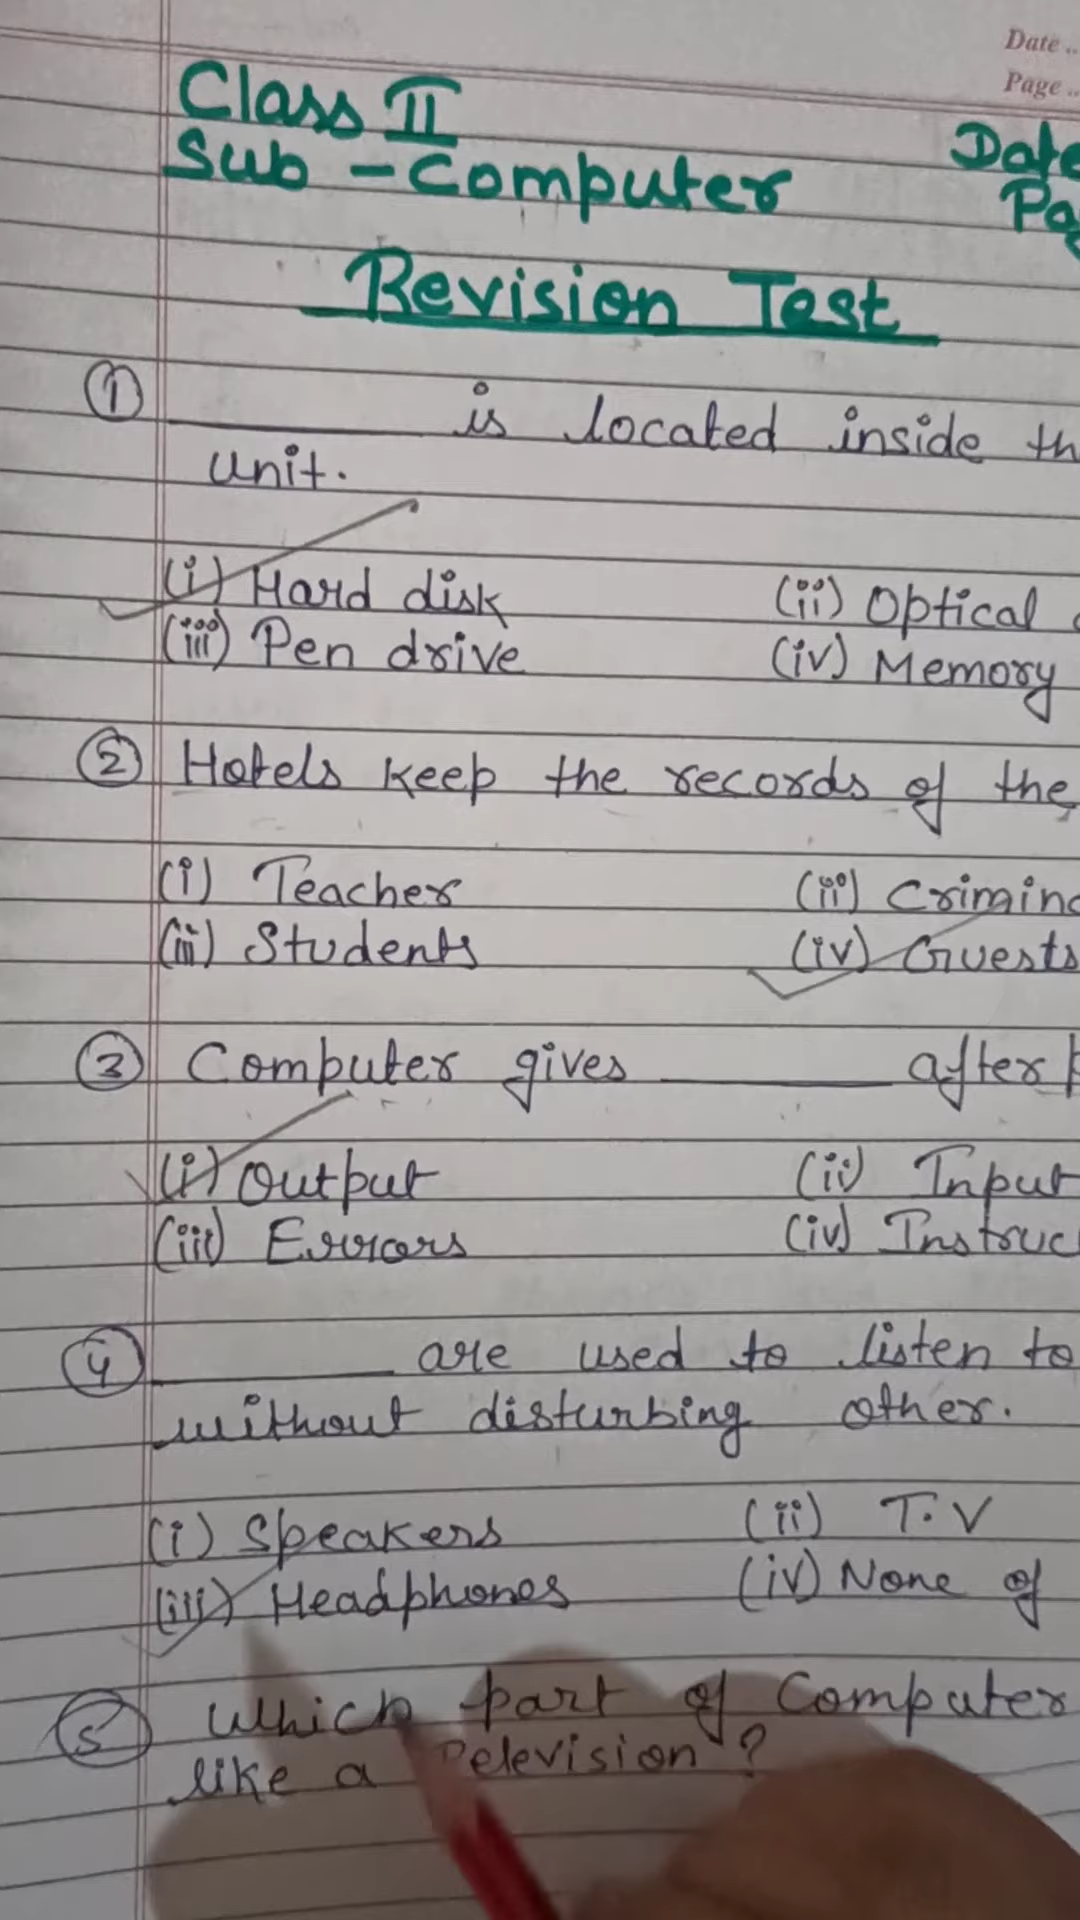 Date ..
Page ..
Class II
Sub - Computer
Date
Revision Test
① ______ is located inside
unit.
(i) Hard disk (ii) Optical
(iii) Pen drive (iv) Memory
② Hotels keep the records of the
(i) Teacher (ii)
(iii) Students (iv) Guests
③ Computer gives ______ after
(i) Output (ii) Input
(iii) Errors (iv)
④ ______ are used to listen to
without disturbing other.
(i) Speakers (ii) T.V
(iii) Headphones (iv) None of
⑤ Which part of Computer
like a Television?